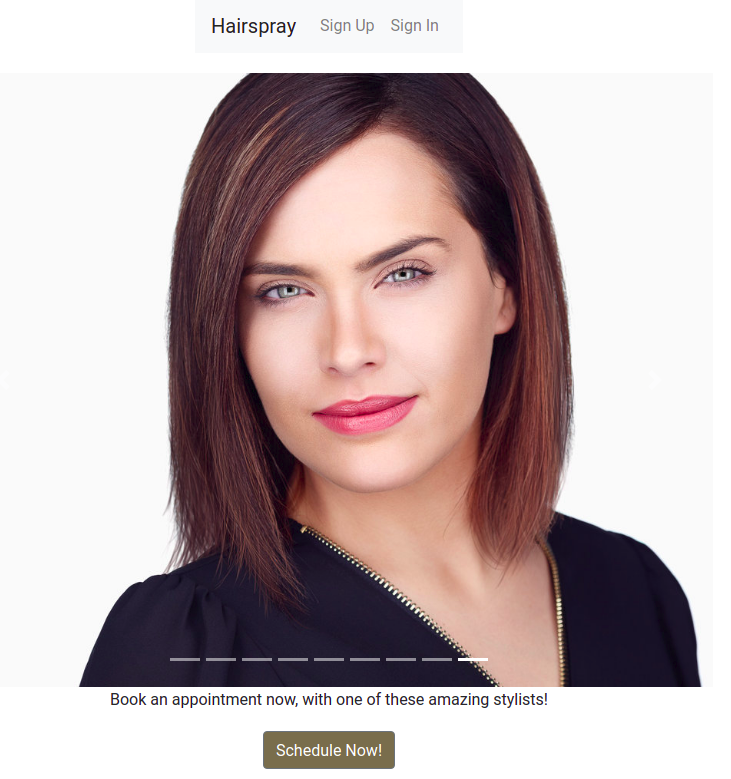 Hairspray Sign Up Sign In
Book an appointment now, with one of these amazing stylists!
Schedule Now!